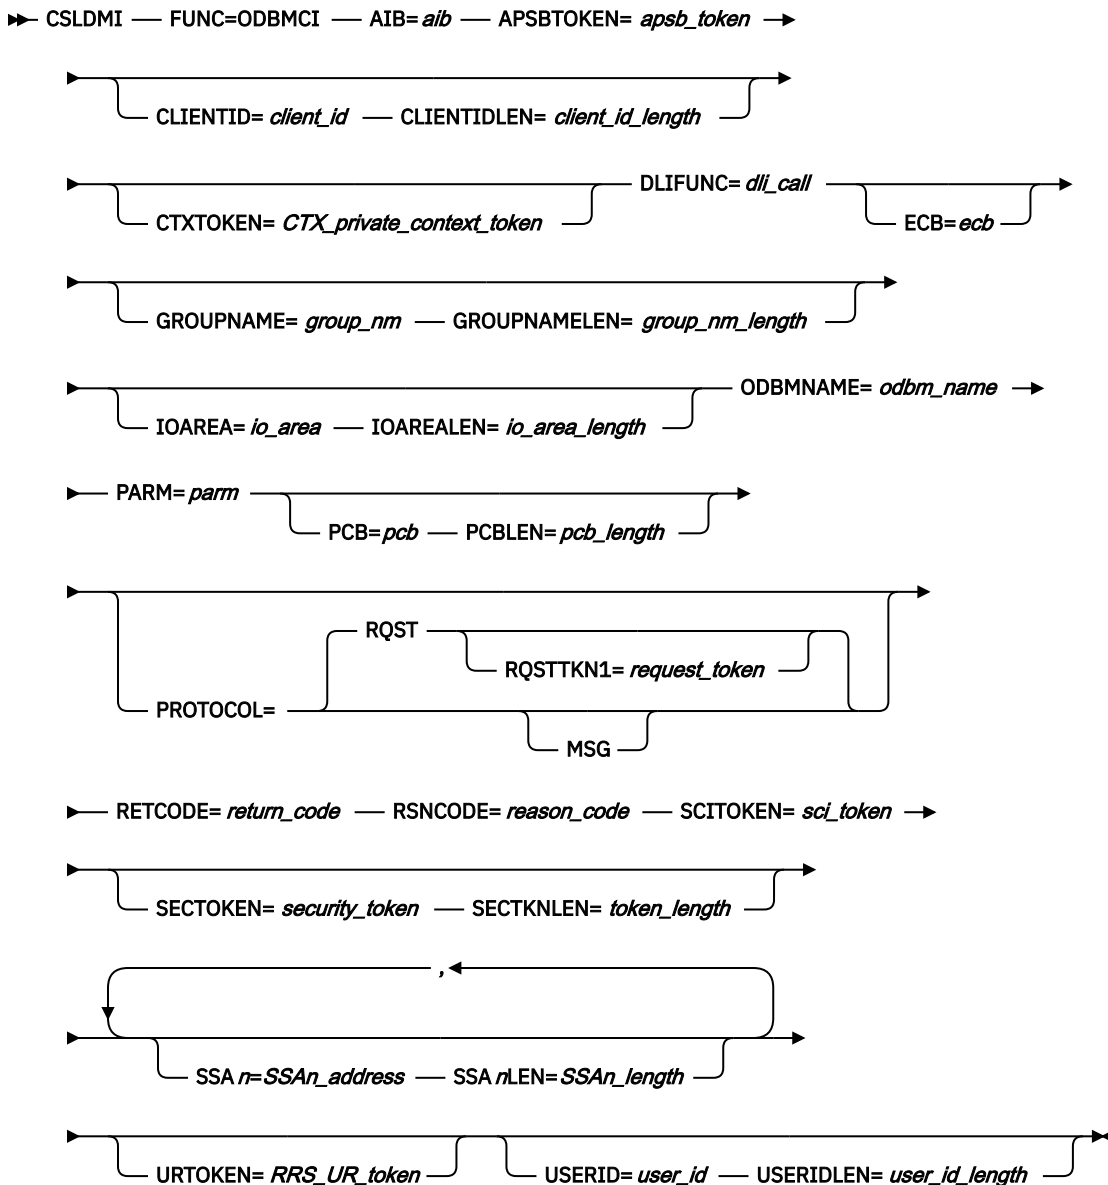 CSLDMI FUNC=ODBMCI AIB=aib APSBTOKEN= apsb_token
CLIENTID= client_id CLIENTIDLEN= client_id_length
DLIFUNC= dli_call
CTXTOKEN= CTX_private_context_token ECB=ecb
GROUPNAME= group_nm GROUPNAMELEN= group_nm_length
ODBMNAME= odbm_name
IOAREA= io_area IOAREALEN= io_area_length
PARM= parm
PCB=pcb PCBLEN=pcb_length
RQST
RQSTTKN1= request_token
PROTOCOL=
MSG
RETCODE= return_code RSNCODE= reason_code SCITOKEN= sci_token
SECTOKEN= security_token SECTKNLEN= token_length
,
SSA n=SSAn_address SSA nLEN=SSAn_length
URTOKEN= RRS_UR_token USERID= user_id USERIDLEN= user_id_length